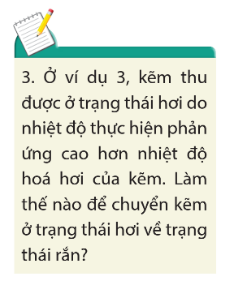 3. Ở ví dụ 3, kẽm thu
được ở trạng thái hơi do
nhiệt độ thực hiện phản
ứng cao hơn nhiệt độ
hoá hơi của kẽm. Làm
thế nào để chuyển kẽm
ở trạng thái hơi về trạng
thái rắn?